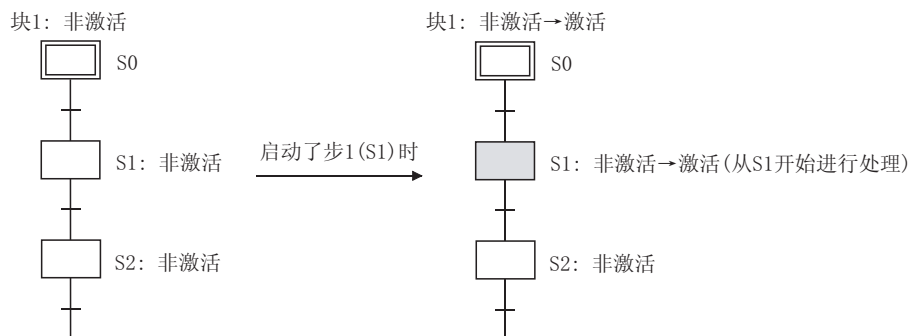 块1: 非激活
S0
S1: 非激活
S2: 非激活
启动了步1(S1)时
块1: 非激活→激活
S0
S1: 非激活→激活(从S1开始进行处理)
S2: 非激活